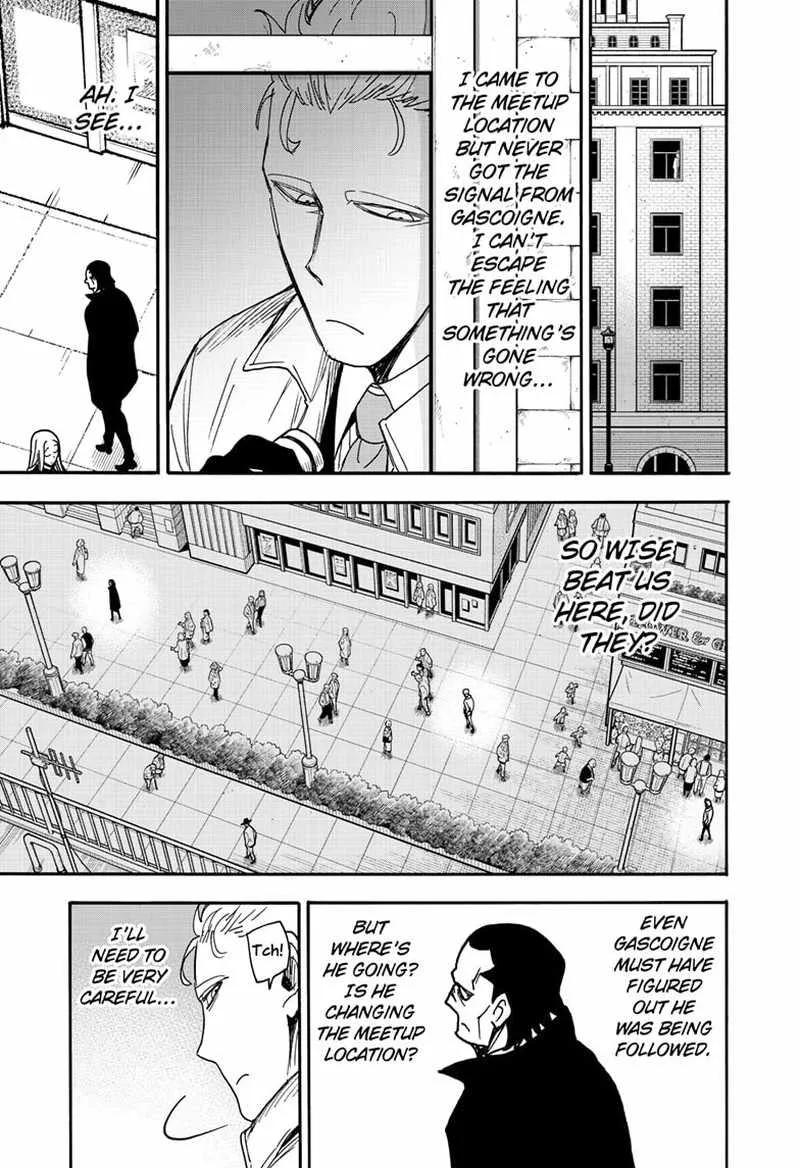 I CAME TO
THE MEETUP
LOCATION
BUT NEVER
GOT THE
SIGNAL FROM
GASCOIGNE.
I CAN'T
ESCAPE
THE FEELING
THAT
SOMETHING'S
GONE
WRONG...
AH. I
SEE...
SO WISE
BEAT US
HERE, DID
THEY?
EVEN
GASCOIGNE
MUST HAVE
FIGURED
OUT HE
WAS BEING
FOLLOWED.
BUT
WHERE'S
HE GOING?
IS HE
CHANGING
THE MEETUP
LOCATION?
Tch!
I'LL
NEED TO
BE VERY
CAREFUL...